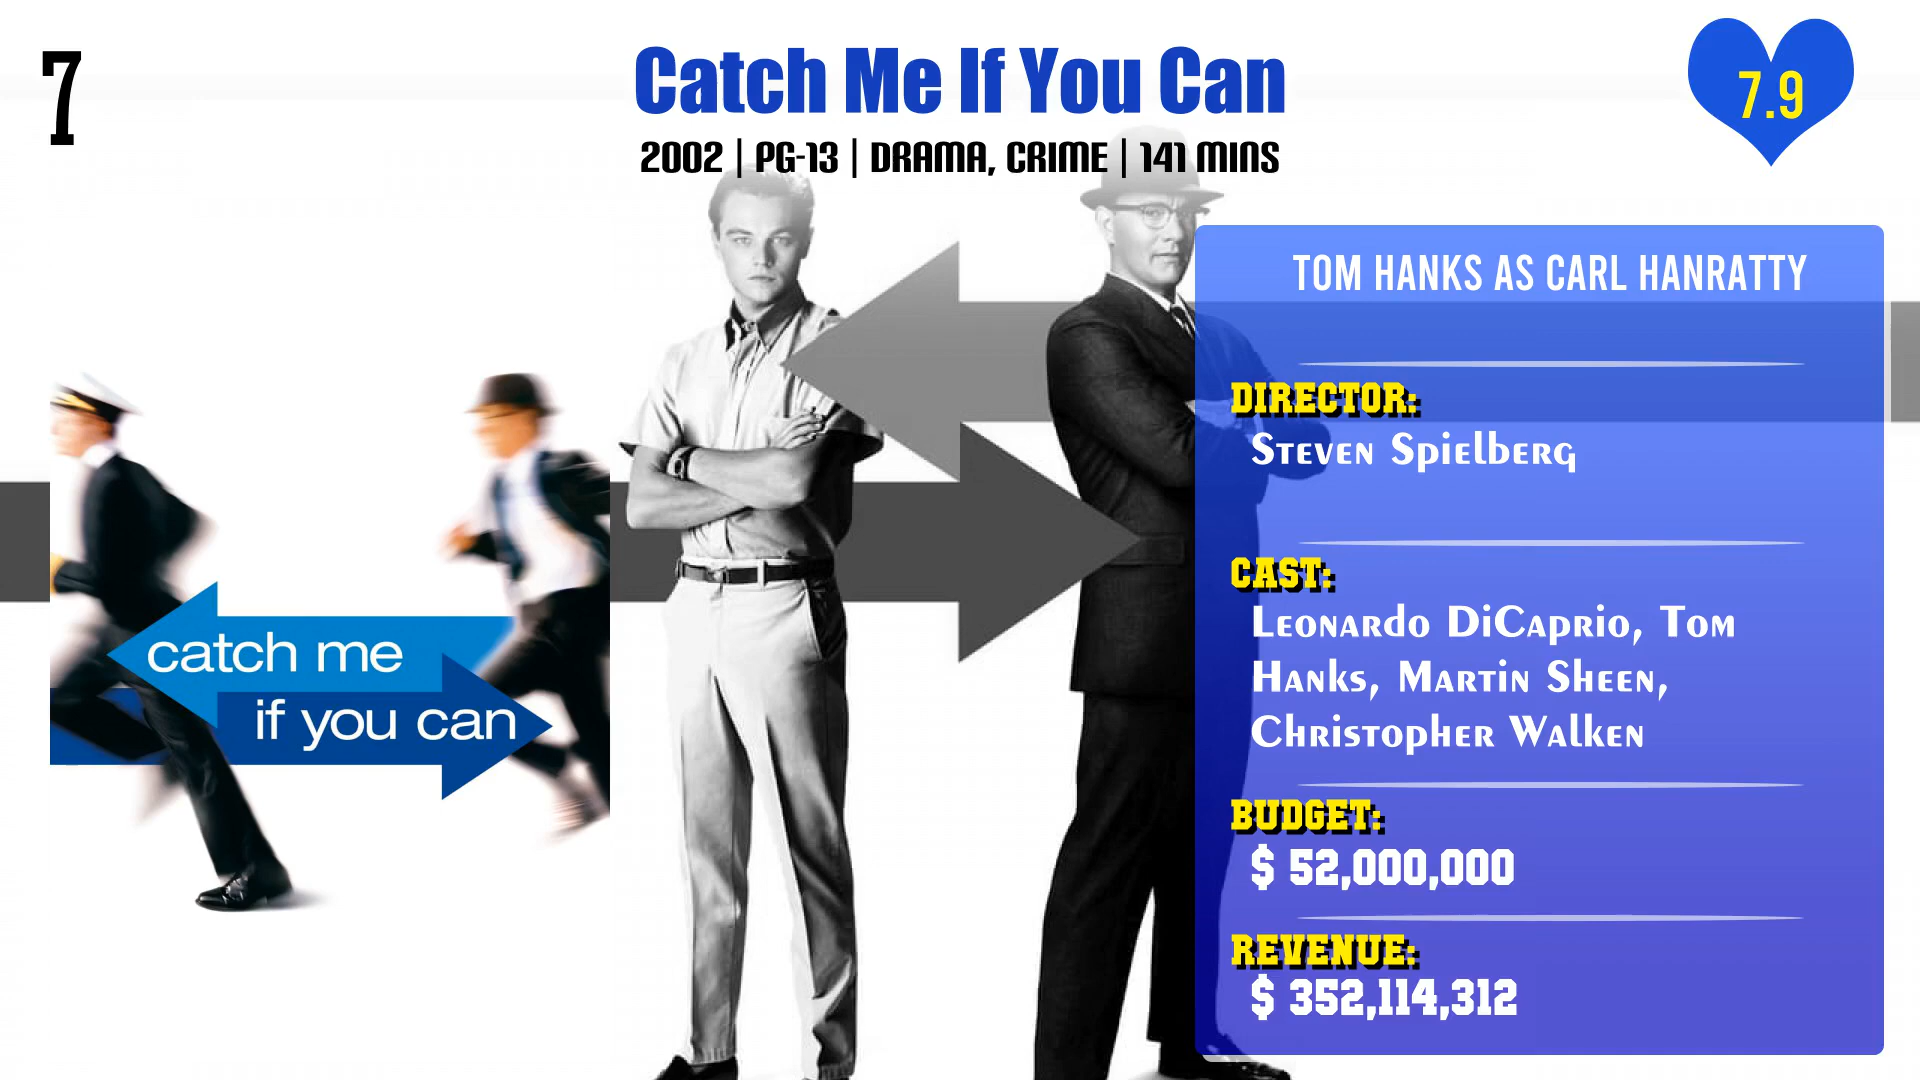 7
Catch Me If You Can
7.9
2002 | PG-13 | DRAMA, CRIME | 141 MINS
TOM HANKS AS CARL HANRATTY
DIRECTOR:
Steven Spielberg
CAST:
Leonardo DiCaprio, Tom
Hanks, Martin Sheen,
Christopher Walken
BUDGET:
$ 52,000,000
REVENUE:
$ 352,114,312
catch me
if you can